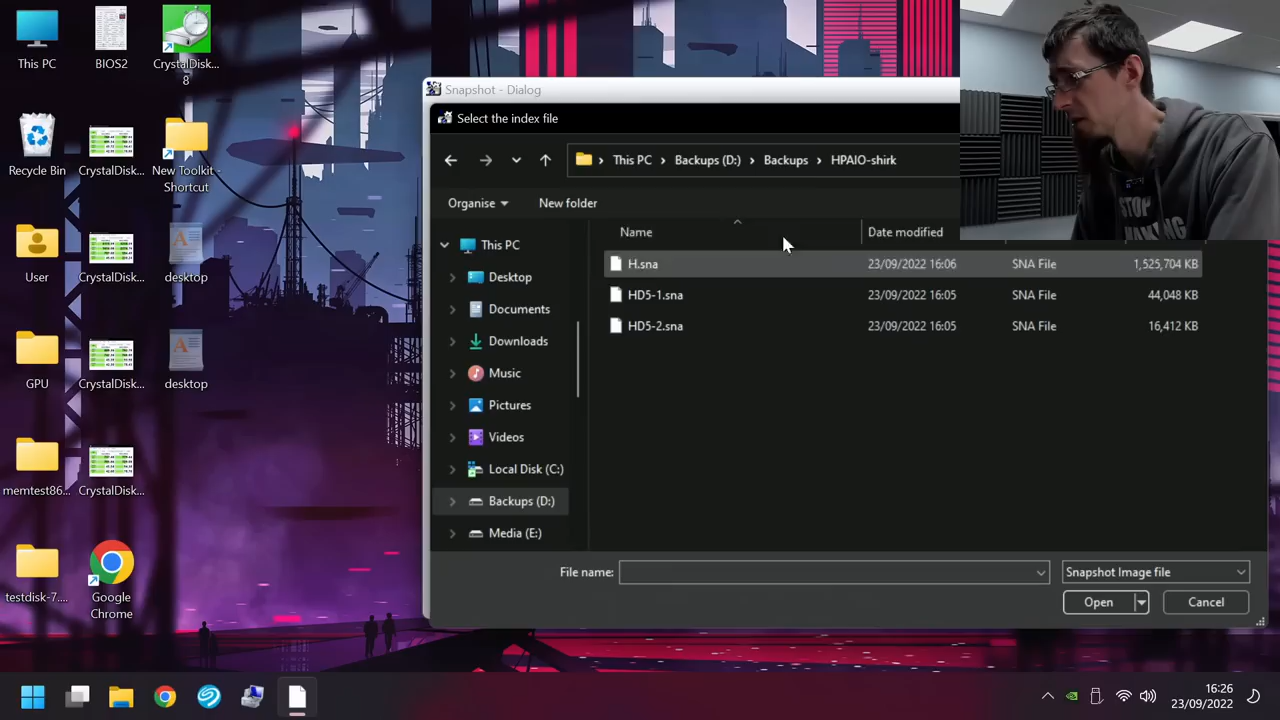 This PC
BIOS2
CrystalDisk...
8
Recycle Bin
CrystalDisk...
New Toolkit -
Shortcut
User
CrystalDisk...
desktop
GPU
CrystalDisk...
desktop
memtest86...
CrystalDisk...
testdisk-7....
Google
Chrome
Snapshot - Dialog
Select the index file
This PC
Backups (D:)
Backups
HPAIO-shirk
Organise
New folder
This PC
Desktop
Documents
Downloads
Music
Pictures
Videos
Local Disk (C:)
Backups (D:)
Media (E:)
Name
Date modified
H.sna 23/09/2022 16:06 SNA File 1,525,704 KB
HD5-1.sna 23/09/2022 16:05 SNA File 44,048 KB
HD5-2.sna 23/09/2022 16:05 SNA File 16,412 KB
File name:
Snapshot Image file
Open
Cancel
STOP
16:26
23/09/2022